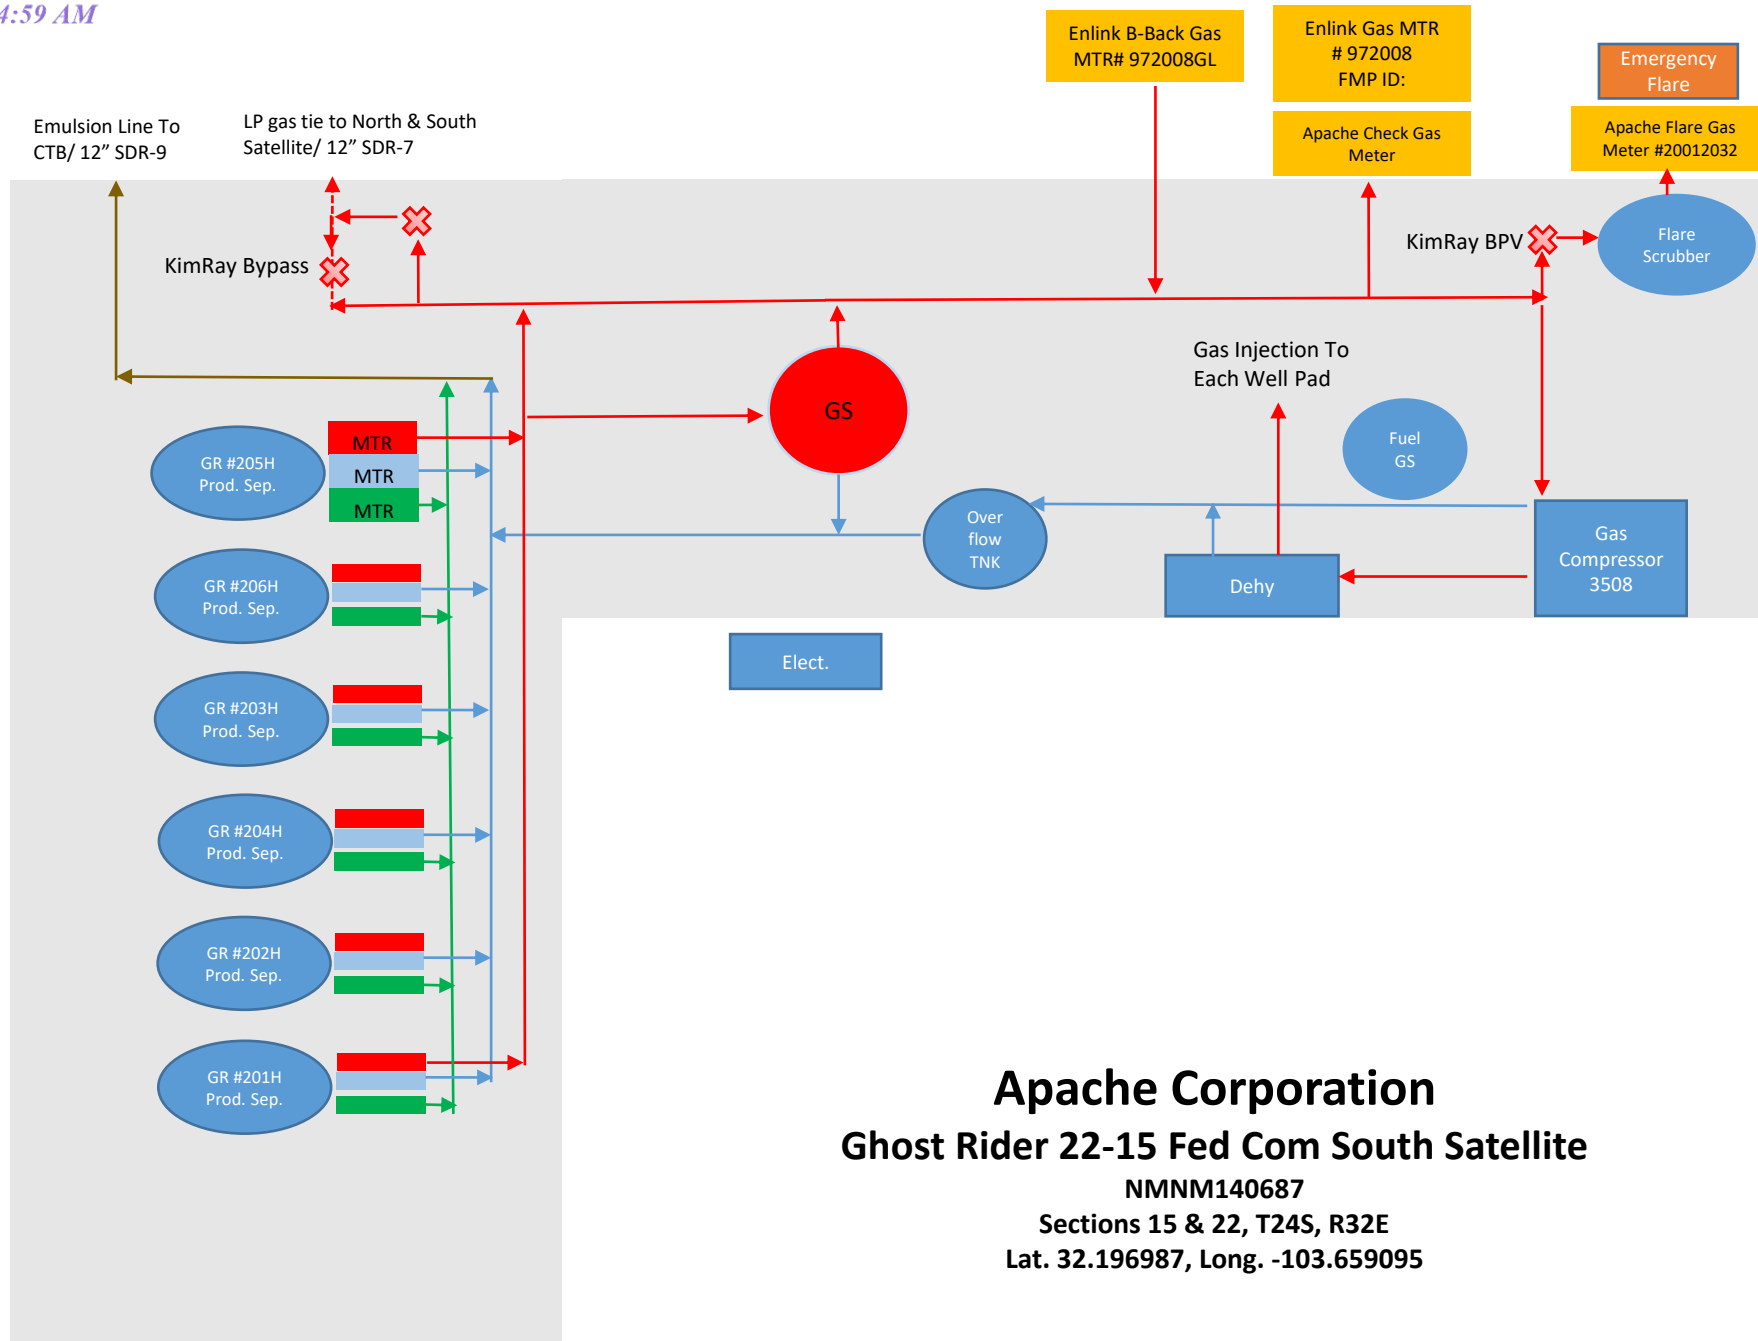 4:59 AM
Enlink B-Back Gas
MTR# 972008GL
Enlink Gas MTR
# 972008
FMP ID:
Emergency
Flare
Emulsion Line To
CTB/ 12” SDR-9
LP gas tie to North & South
Satellite/ 12” SDR-7
Apache Check Gas
Meter
Apache Flare Gas
Meter #20012032
KimRay Bypass
KimRay BPV
Flare
Scrubber
Gas Injection To
Each Well Pad
GS
Fuel
GS
GR #205H
Prod. Sep.
MTR
MTR
MTR
Over
flow
TNK
Gas
Compressor
3508
Dehy
GR #206H
Prod. Sep.
Elect.
GR #203H
Prod. Sep.
GR #204H
Prod. Sep.
GR #202H
Prod. Sep.
GR #201H
Prod. Sep.
Apache Corporation
Ghost Rider 22-15 Fed Com South Satellite
NMNM140687
Sections 15 & 22, T24S, R32E
Lat. 32.196987, Long. -103.659095